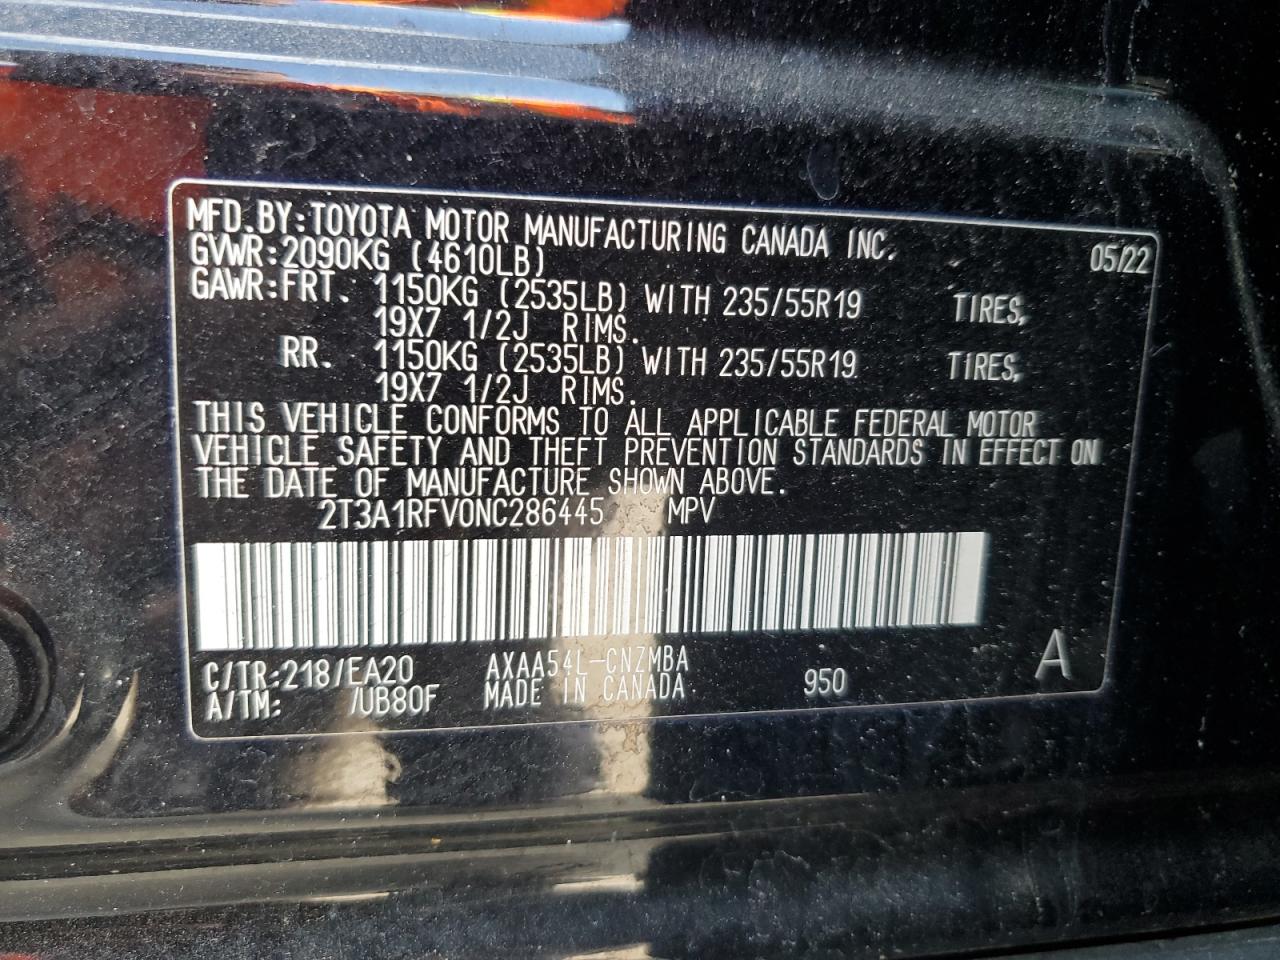 MFD.BY:TOYOTA MOTOR MANUFACTURING CANADA INC.
GVWR:2090KG (4610LB) 05/22
GAWR:FRT. 1150KG (2535LB) WITH 235/55R19 TIRES,
19X7 1/2J RIMS.
RR. 1150KG (2535LB) WITH 235/55R19 TIRES,
19X7 1/2J RIMS.
THIS VEHICLE CONFORMS TO ALL APPLICABLE FEDERAL MOTOR
VEHICLE SAFETY AND THEFT PREVENTION STANDARDS IN EFFECT ON
THE DATE OF MANUFACTURE SHOWN ABOVE.
2T3A1RFV0NC286445 MPV
C/TR:218/EA20 AXAA54L-CNZMBA
A/TM: /UB80F MADE IN CANADA 950 A